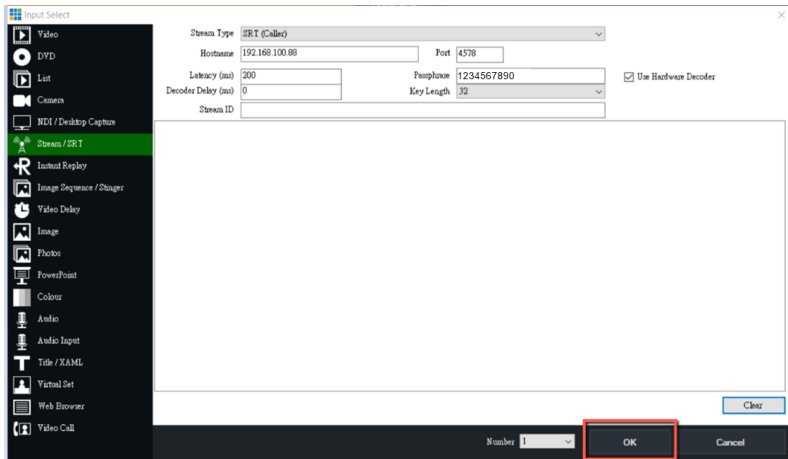 Input Select
Video
DVD
List
Camera
NDI / Desktop Capture
Stream / SRT
Instant Replay
Image Sequence / Stinger
Video Delay
Image
Photos
PowerPoint
Colour
Audio
Audio Input
Title / XAML
Virtual Set
Web Browser
Video Call
Stream Type SRT (Caller)
Hostname 192.168.100.88 Port 4578
Latency (ms) 200 Passphrase 1234567890 Use Hardware Decoder
Decoder Delay (ms) 0 Key Length 32
Stream ID
Clear
Number 1 OK Cancel